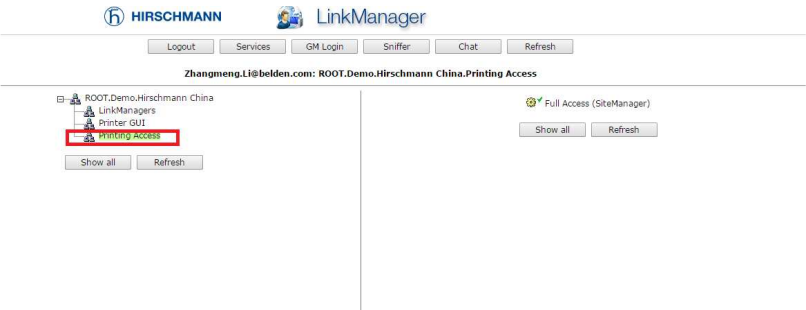 HIRSCHMANN
LinkManager
Logout Services GM Login Sniffer Chat Refresh
Zhangmeng.Li@belden.com: ROOT.Demo.Hirschmann China.Printing Access
ROOT.Demo.Hirschmann China
LinkManagers
Printer GUI
Printing Access
Show all Refresh
Full Access (SiteManager)
Show all Refresh